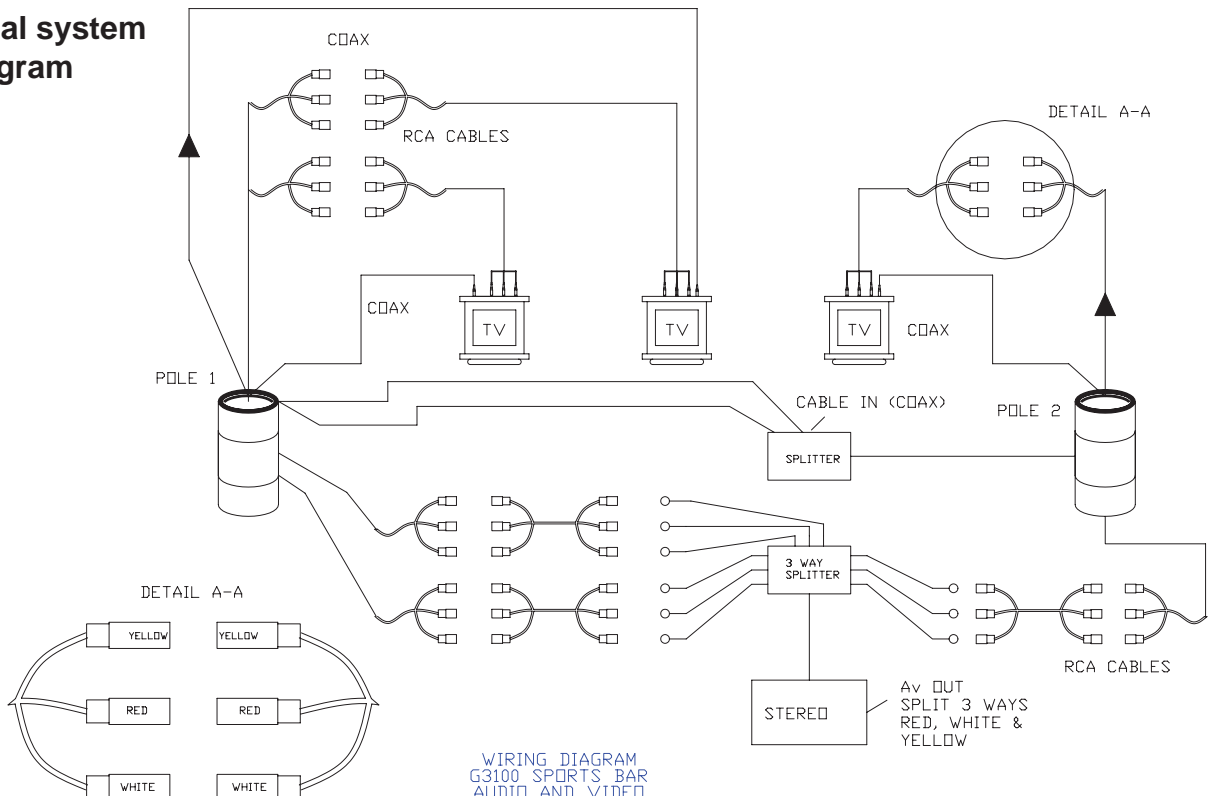 al system
gram
COAX
RCA CABLES
DETAIL A-A
COAX
TV
TV
TV
COAX
POLE 1
CABLE IN (COAX)
POLE 2
SPLITTER
3 WAY
SPLITTER
DETAIL A-A
YELLOW
YELLOW
RED
RED
WHITE
WHITE
RCA CABLES
STEREO
Av OUT
SPLIT 3 WAYS
RED, WHITE &
YELLOW
WIRING DIAGRAM
G3100 SPORTS BAR
AUDIO AND VIDEO